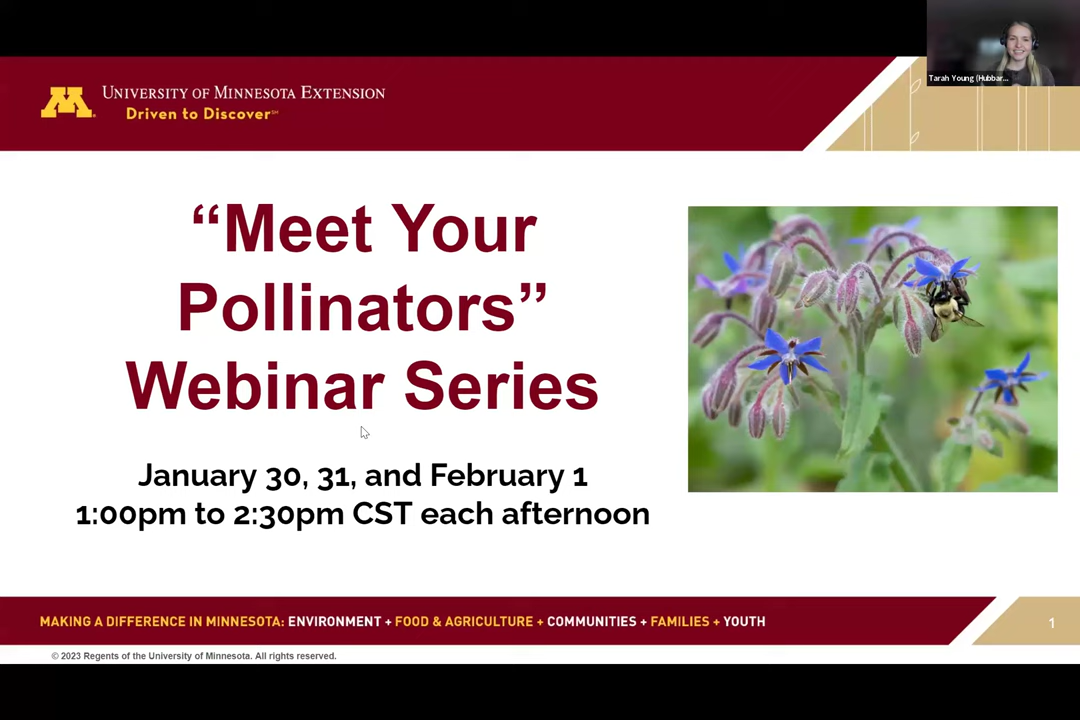 Tarah Young (Hubbar...
UNIVERSITY OF MINNESOTA EXTENSION
Driven to Discover℠
“Meet Your
Pollinators”
Webinar Series
January 30, 31, and February 1
1:00pm to 2:30pm CST each afternoon
MAKING A DIFFERENCE IN MINNESOTA: ENVIRONMENT + FOOD & AGRICULTURE + COMMUNITIES + FAMILIES + YOUTH
1
© 2023 Regents of the University of Minnesota. All rights reserved.